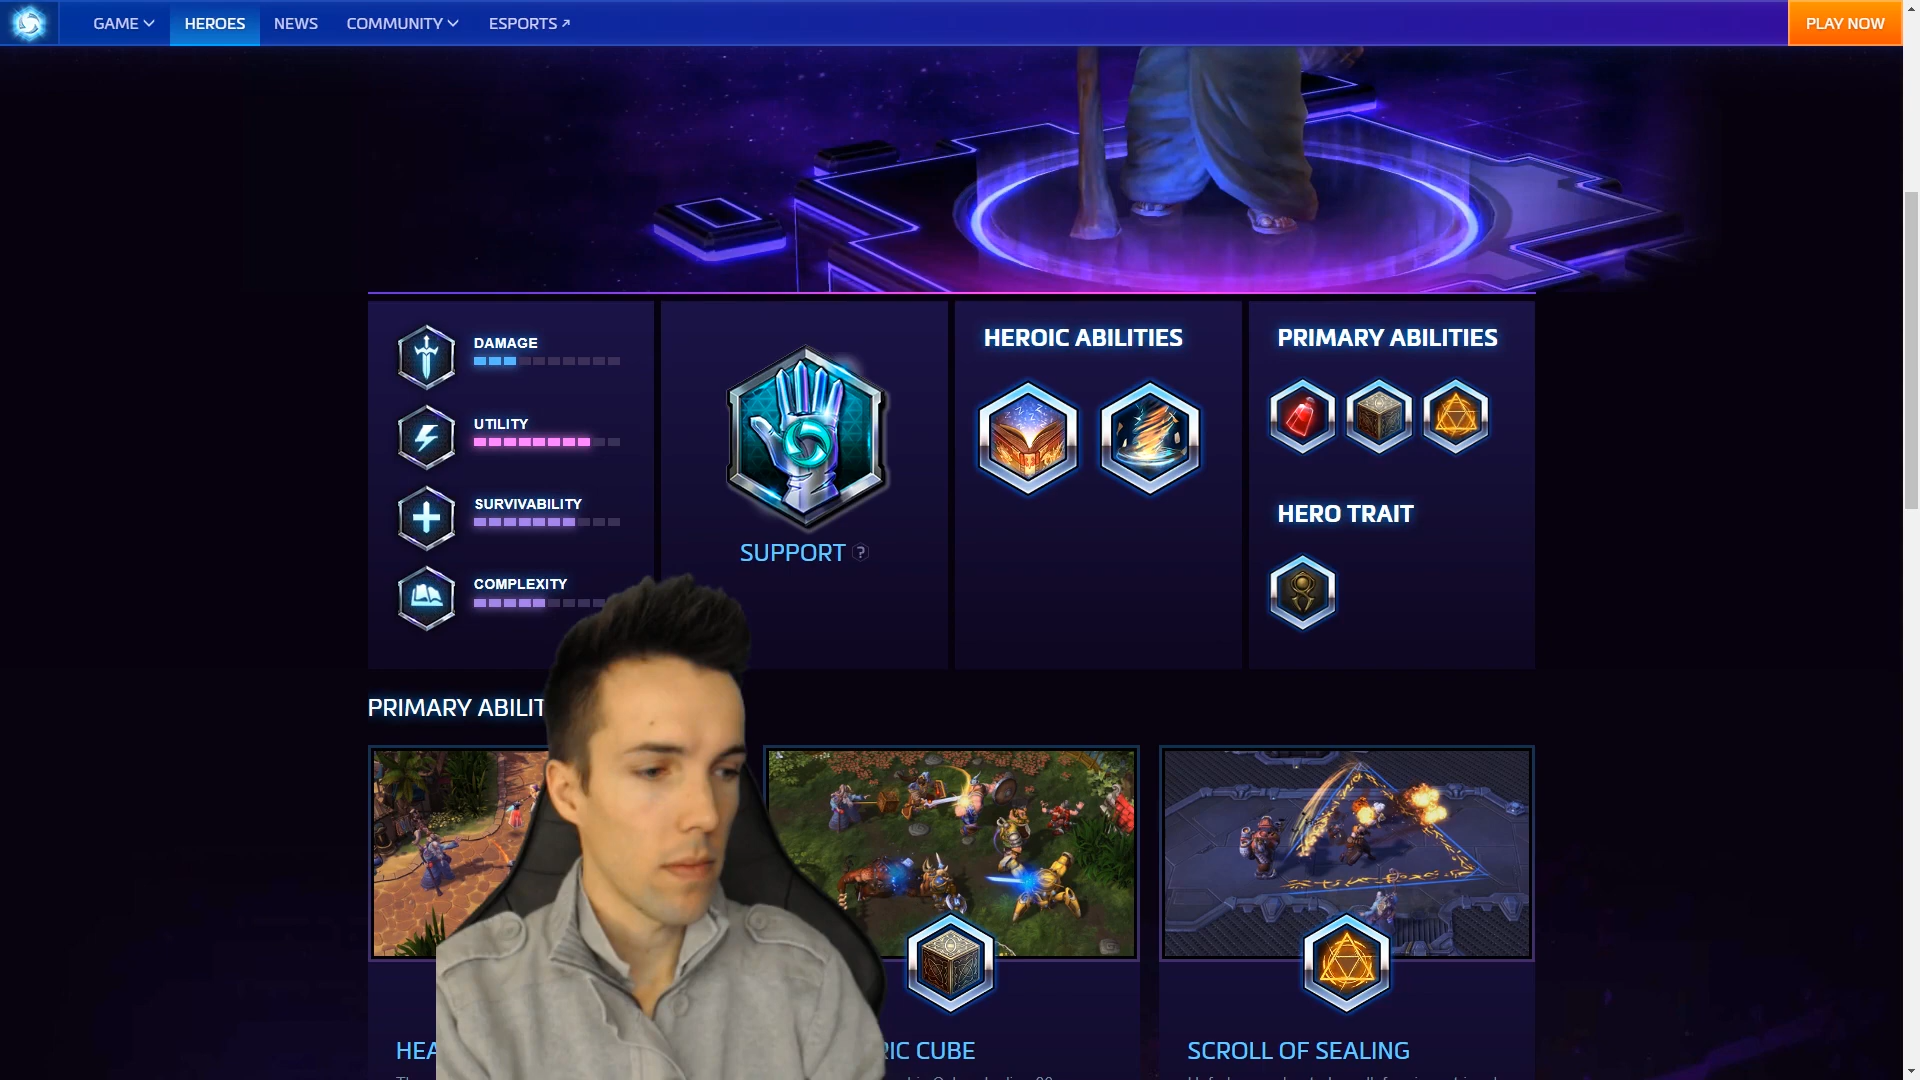 GAME
HEROES
NEWS
COMMUNITY
ESPORTS
PLAY NOW
DAMAGE
UTILITY
SURVIVABILITY
COMPLEXITY
SUPPORT ?
HEROIC ABILITIES
PRIMARY ABILITIES
HERO TRAIT
PRIMARY ABILIT
HEA
RIC CUBE
SCROLL OF SEALING